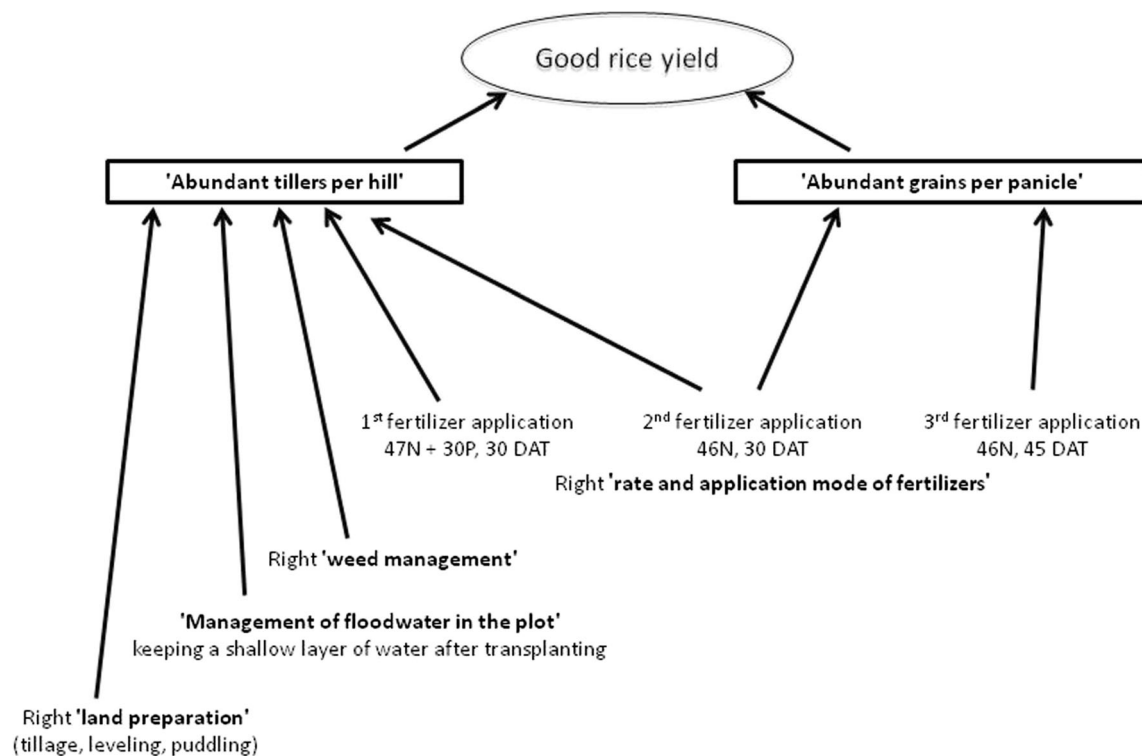 Good rice yield
'Abundant tillers per hill'
'Abundant grains per panicle'
1st fertilizer application
47N + 30P, 30 DAT
2nd fertilizer application
46N, 30 DAT
3rd fertilizer application
46N, 45 DAT
Right 'rate and application mode of fertilizers'
Right 'weed management'
'Management of floodwater in the plot'
keeping a shallow layer of water after transplanting
Right 'land preparation'
(tillage, leveling, puddling)